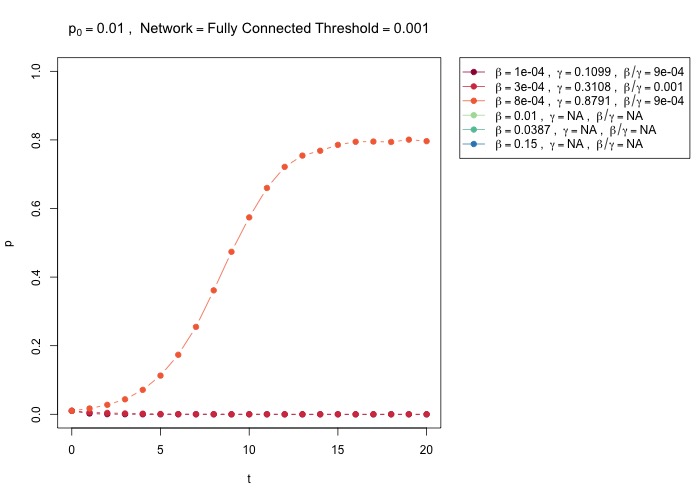 p0 = 0.01 , Network = Fully Connected Threshold = 0.001
β = 1e-04 , γ = 0.1099 , β/γ = 9e-04
β = 3e-04 , γ = 0.3108 , β/γ = 0.001
β = 8e-04 , γ = 0.8791 , β/γ = 9e-04
β = 0.01 , γ = NA , β/γ = NA
β = 0.0387 , γ = NA , β/γ = NA
β = 0.15 , γ = NA , β/γ = NA
1.0
0.8
0.6
0.4
0.2
0.0
p
0 5 10 15 20
t